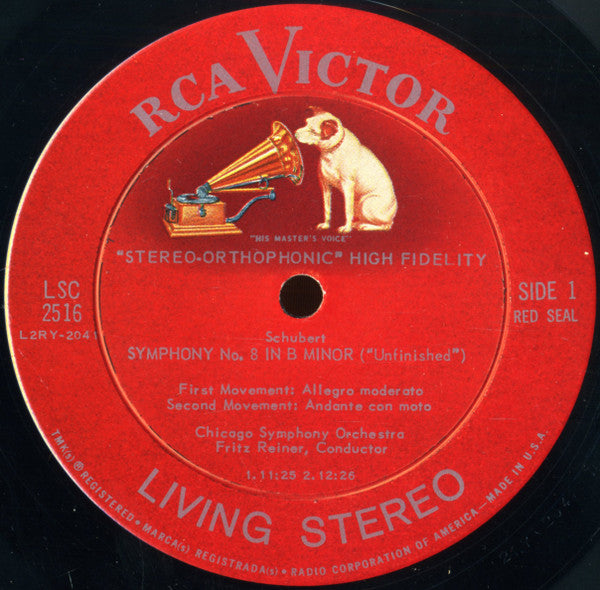 RCA VICTOR
"HIS MASTER'S VOICE"
"STEREO-ORTHOPHONIC" HIGH FIDELITY
LSC
2516
L2RY-2041
SIDE 1
RED SEAL
Schubert
SYMPHONY No. 8 IN B MINOR ("Unfinished")
First Movement: Allegro moderato
Second Movement: Andante con moto
Chicago Symphony Orchestra
Fritz Reiner, Conductor
1. 11:25 2. 12:26
LIVING STEREO
TMK(s) ® REGISTERED • MARCA(s) REGISTRADA(s) • RADIO CORPORATION OF AMERICA—MADE IN U.S.A.